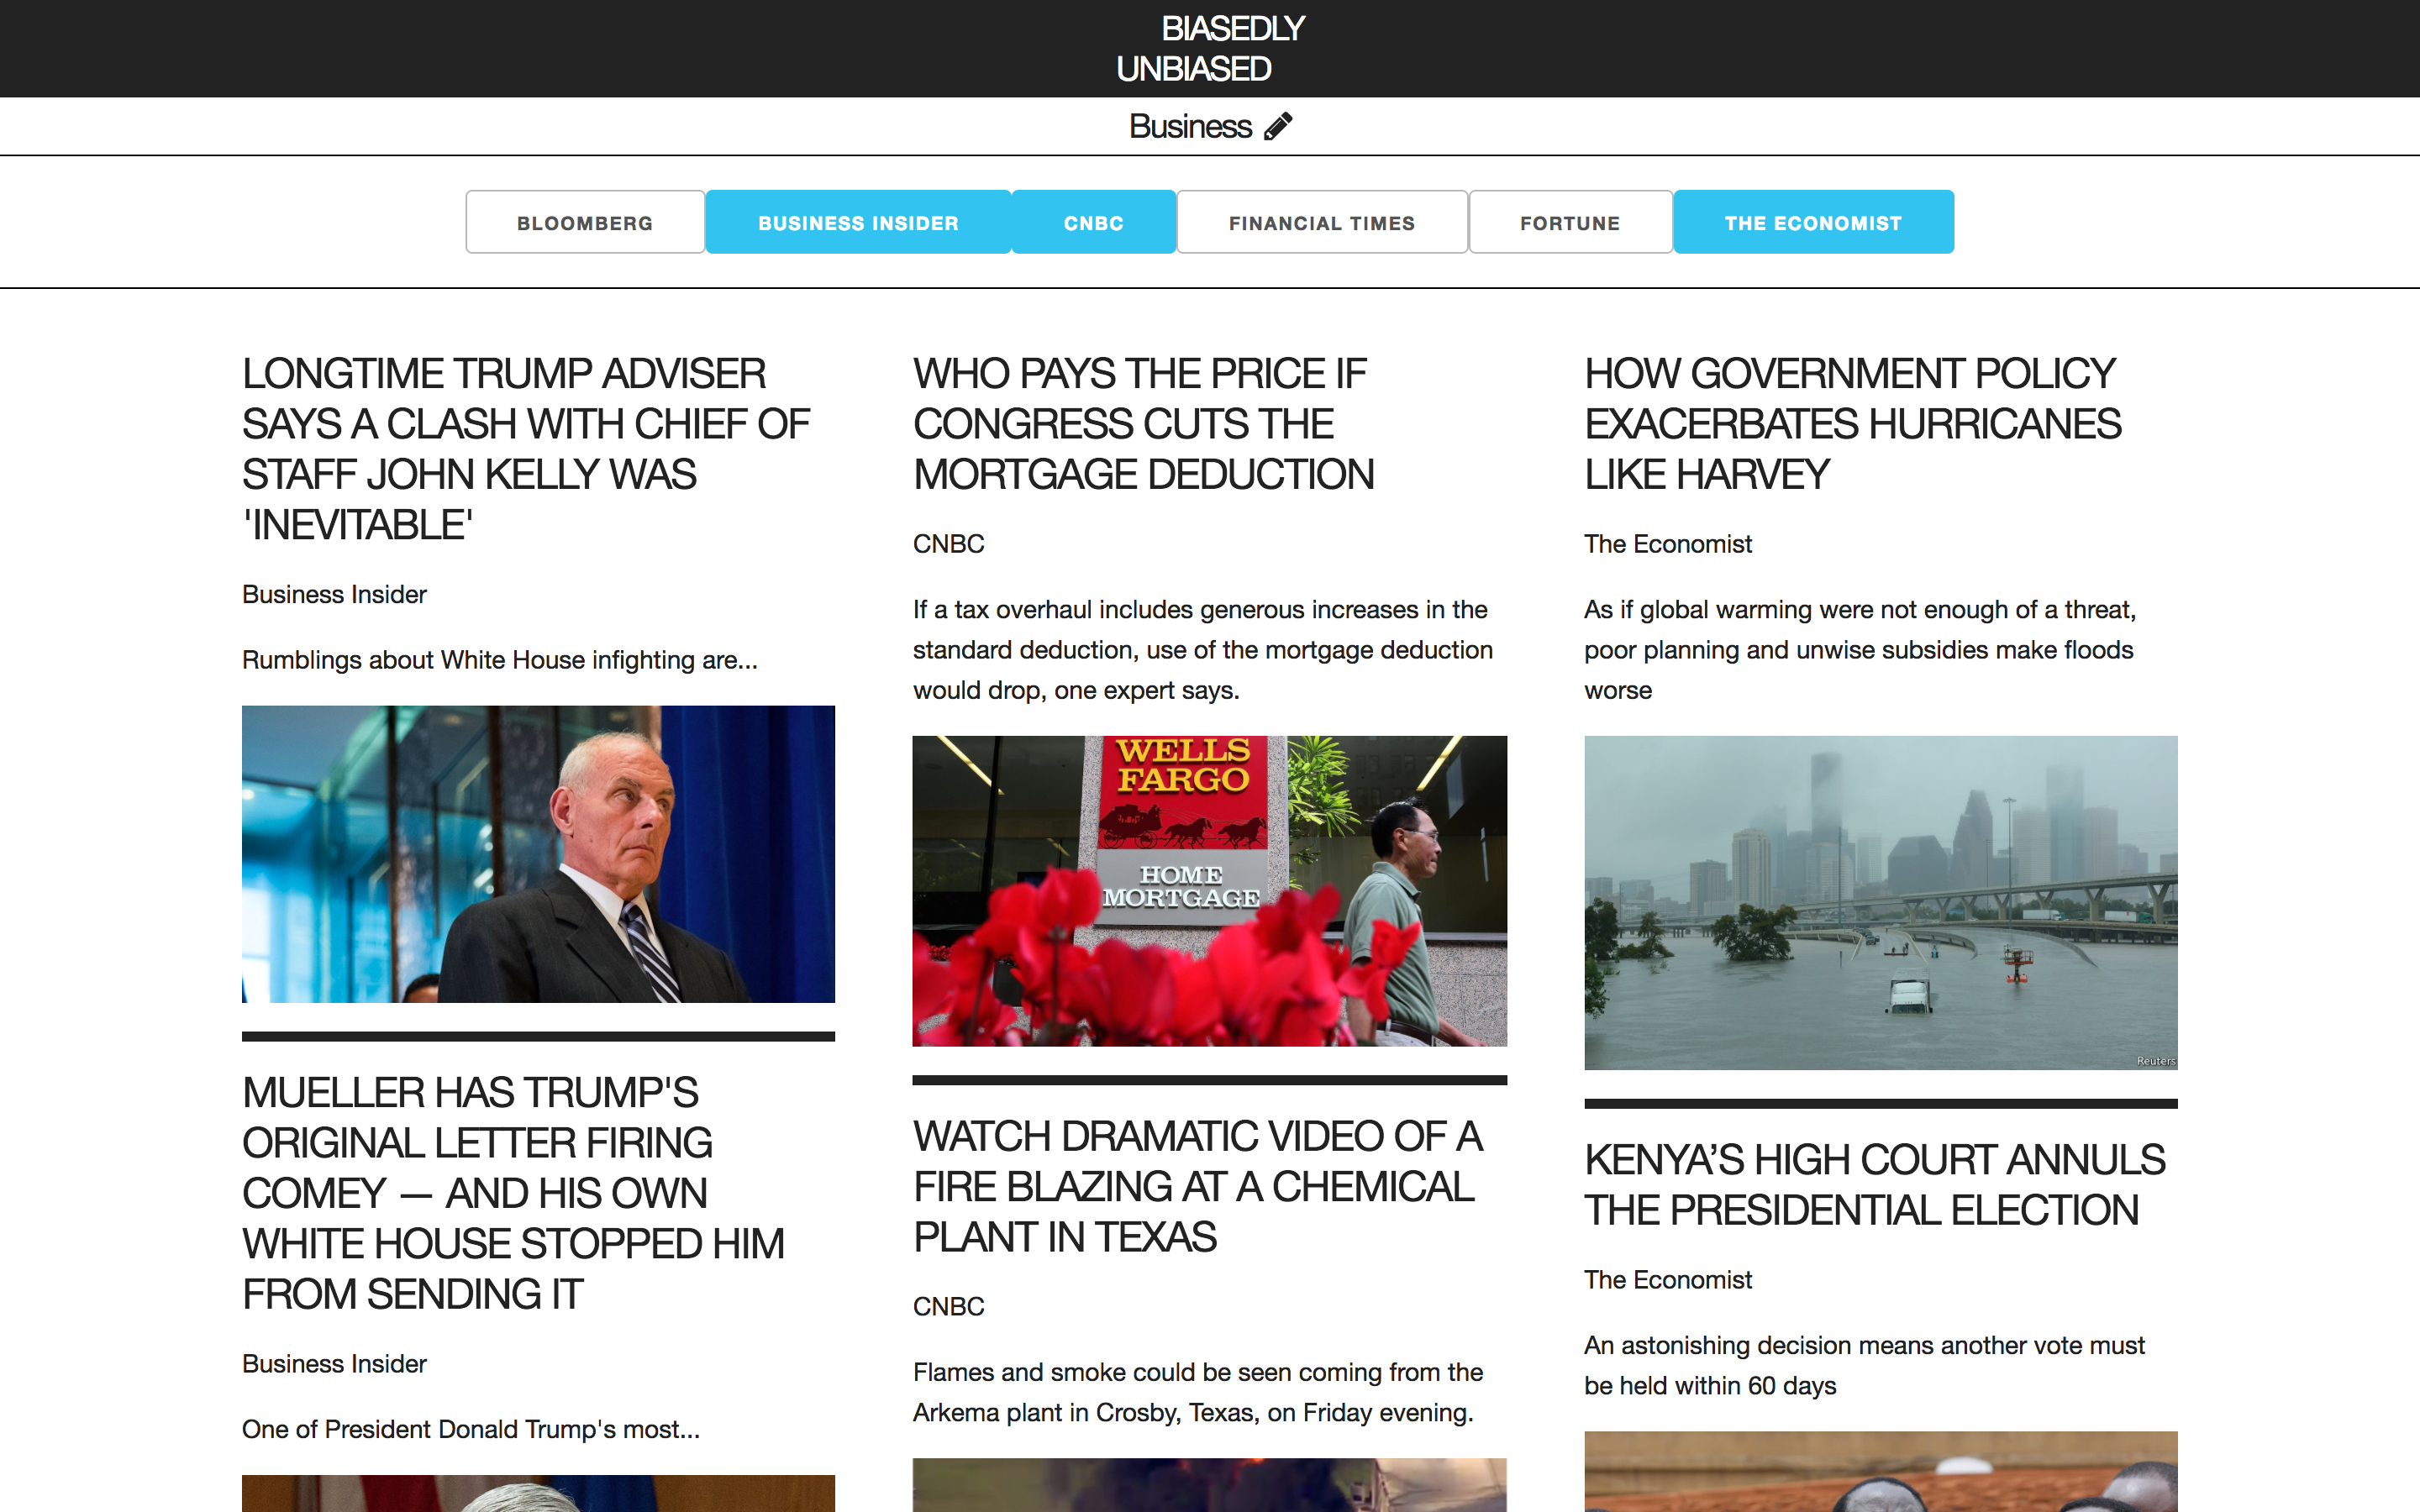 BIASEDLY
UNBIASED
Business
BLOOMBERG
BUSINESS INSIDER
CNBC
FINANCIAL TIMES
FORTUNE
THE ECONOMIST
LONGTIME TRUMP ADVISER
SAYS A CLASH WITH CHIEF OF
STAFF JOHN KELLY WAS
'INEVITABLE'
Business Insider
Rumblings about White House infighting are...
MUELLER HAS TRUMP'S
ORIGINAL LETTER FIRING
COMEY — AND HIS OWN
WHITE HOUSE STOPPED HIM
FROM SENDING IT
Business Insider
One of President Donald Trump's most...
WHO PAYS THE PRICE IF
CONGRESS CUTS THE
MORTGAGE DEDUCTION
CNBC
If a tax overhaul includes generous increases in the
standard deduction, use of the mortgage deduction
would drop, one expert says.
WELLS
FARGO
HOME
MORTGAGE
WATCH DRAMATIC VIDEO OF A
FIRE BLAZING AT A CHEMICAL
PLANT IN TEXAS
CNBC
Flames and smoke could be seen coming from the
Arkema plant in Crosby, Texas, on Friday evening.
HOW GOVERNMENT POLICY
EXACERBATES HURRICANES
LIKE HARVEY
The Economist
As if global warming were not enough of a threat,
poor planning and unwise subsidies make floods
worse
Reuters
KENYA’S HIGH COURT ANNULS
THE PRESIDENTIAL ELECTION
The Economist
An astonishing decision means another vote must
be held within 60 days